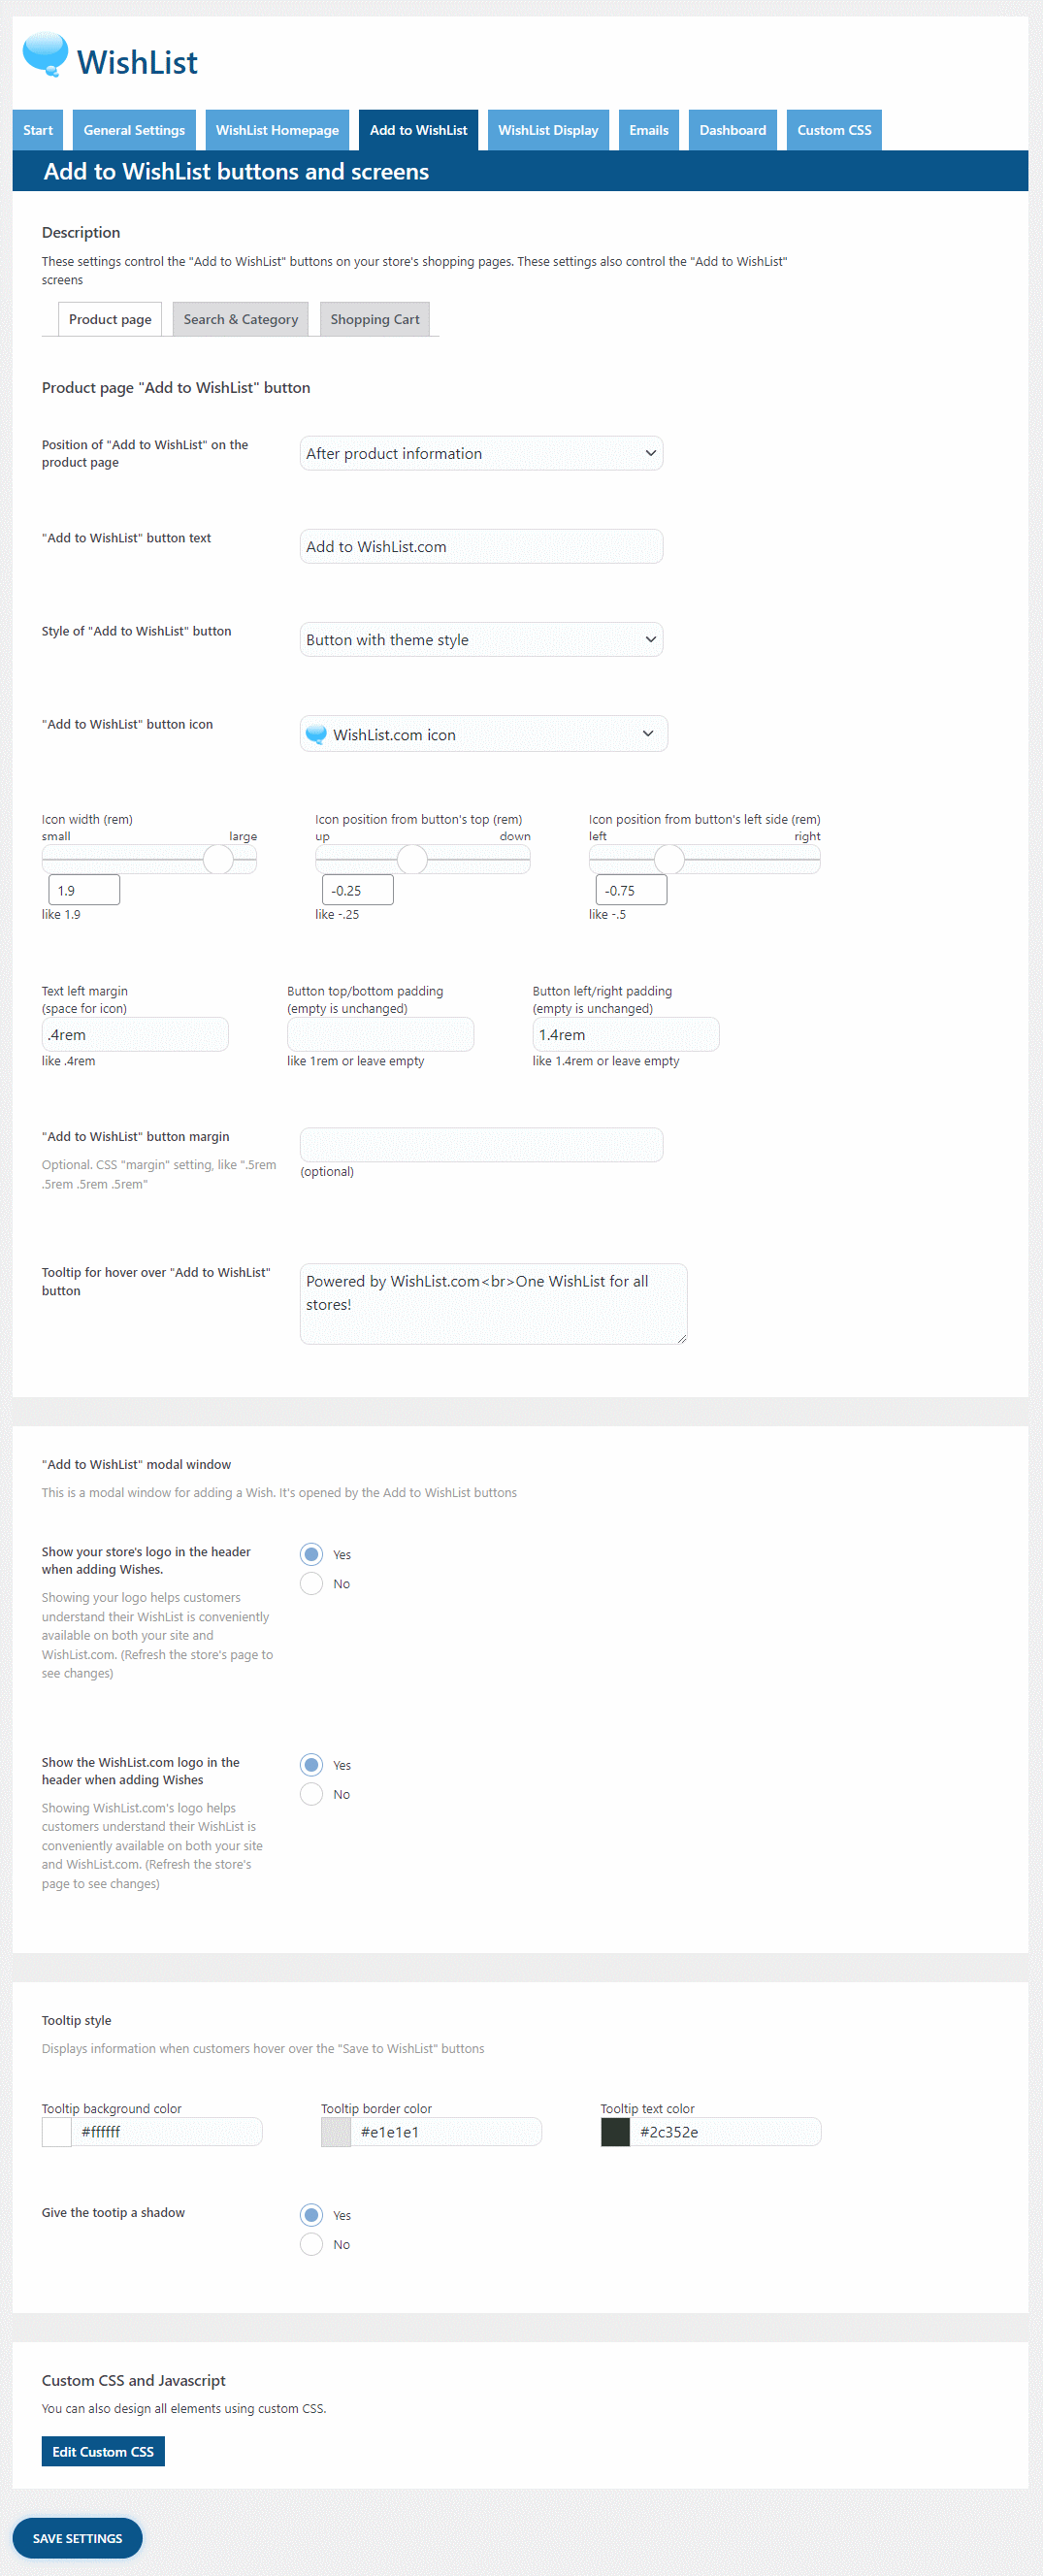 WishList
Start General Settings WishList Homepage Add to WishList WishList Display Emails Dashboard Custom CSS
Add to WishList buttons and screens
Description
These settings control the "Add to WishList" buttons on your store's shopping pages. These settings also control the "Add to WishList"
screens
Product page Search & Category Shopping Cart
Product page "Add to WishList" button
Position of "Add to WishList" on the
product page
After product information
"Add to WishList" button text
Add to WishList.com
Style of "Add to WishList" button
Button with theme style
"Add to WishList" button icon
WishList.com icon
Icon width (rem)
small large
1.9
like 1.9
Icon position from button's top (rem)
up down
-0.25
like -.25
Icon position from button's left side (rem)
left right
-0.75
like -.5
Text left margin
(space for icon)
.4rem
like .4rem
Button top/bottom padding
(empty is unchanged)
like 1rem or leave empty
Button left/right padding
(empty is unchanged)
1.4rem
like 1.4rem or leave empty
"Add to WishList" button margin
Optional. CSS "margin" setting, like ".5rem
.5rem .5rem .5rem"
(optional)
Tooltip for hover over "Add to WishList"
button
Powered by WishList.com<br>One WishList for all
stores!
"Add to WishList" modal window
This is a modal window for adding a Wish. It's opened by the Add to WishList buttons
Show your store's logo in the header
when adding Wishes.
Showing your logo helps customers
understand their WishList is conveniently
available on both your site and
WishList.com. (Refresh the store's page to
see changes)
Yes
No
Show the WishList.com logo in the
header when adding Wishes
Showing WishList.com's logo helps
customers understand their WishList is
conveniently available on both your site
and WishList.com. (Refresh the store's
page to see changes)
Yes
No
Tooltip style
Displays information when customers hover over the "Save to WishList" buttons
Tooltip background color
#ffffff
Tooltip border color
#e1e1e1
Tooltip text color
#2c352e
Give the tootip a shadow
Yes
No
Custom CSS and Javascript
You can also design all elements using custom CSS.
Edit Custom CSS
SAVE SETTINGS